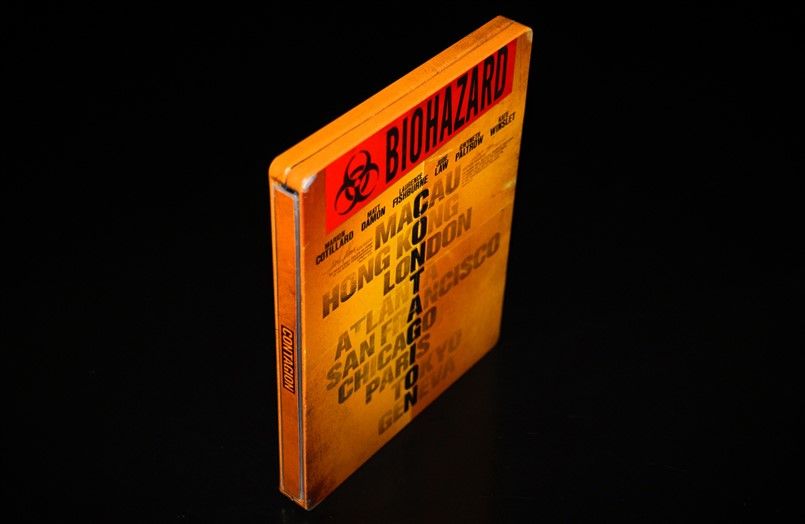 BIOHAZARD
MARION COTILLARD
MATT DAMON
LAURENCE FISHBURNE
JUDE LAW
GWYNETH PALTROW
KATE WINSLET
MACAU
HONG KONG
LONDON
ATLANTA
SAN FRANCISCO
CHICAGO
PARIS
TOKYO
GENEVA
CONTAGION
CONTAGION